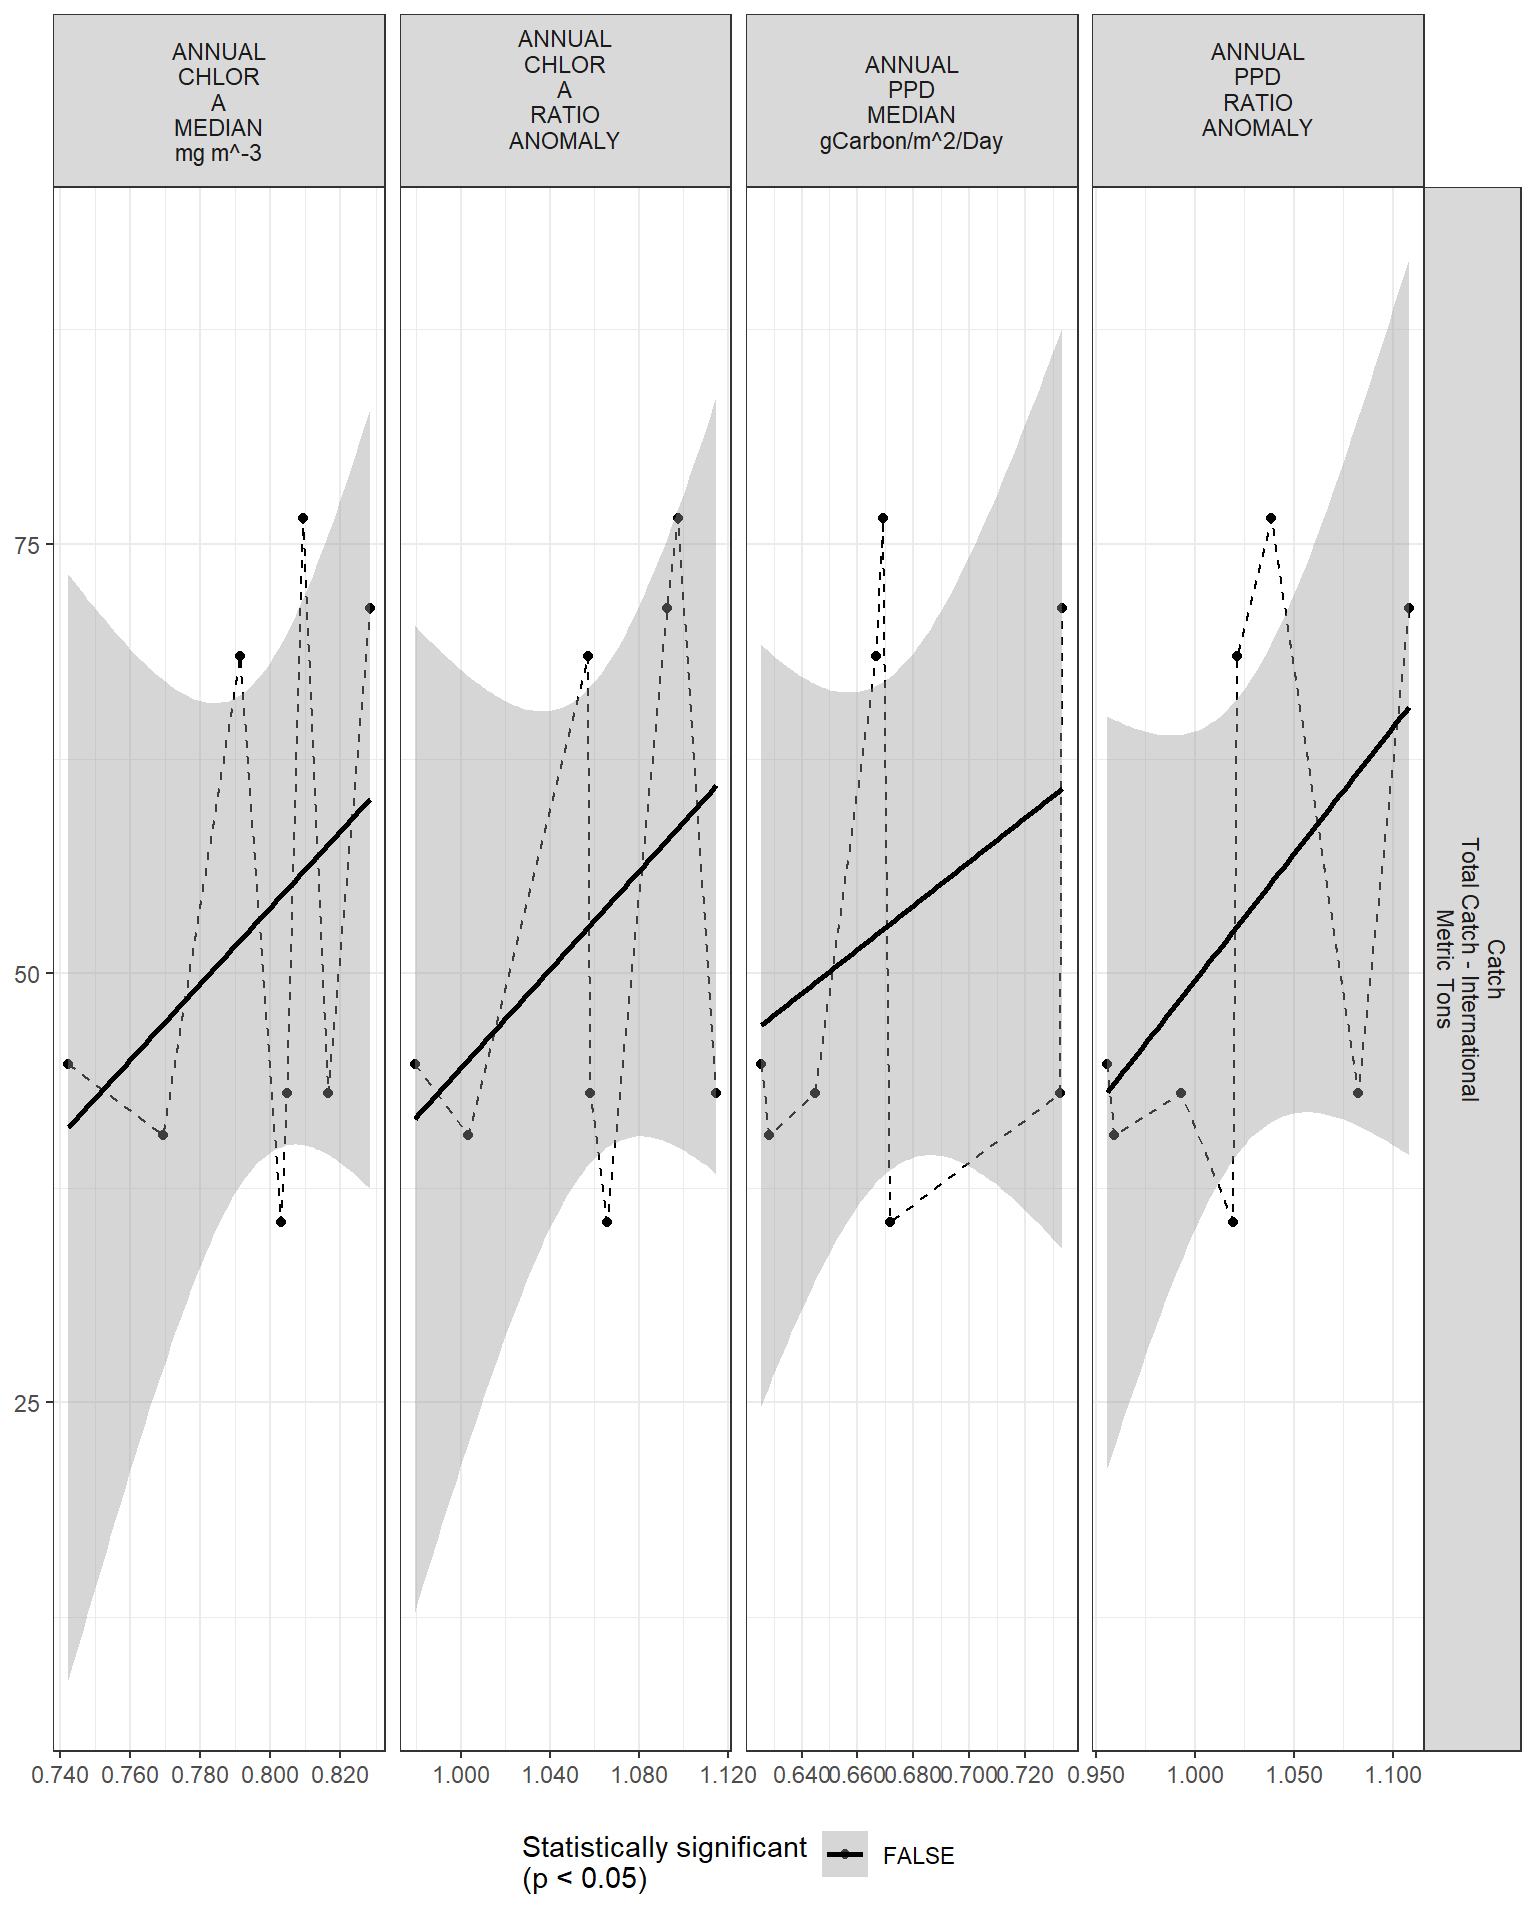 ANNUAL
CHLOR
A
MEDIAN
mg m^-3
ANNUAL
CHLOR
A
RATIO
ANOMALY
ANNUAL
PPD
MEDIAN
gCarbon/m^2/Day
ANNUAL
PPD
RATIO
ANOMALY
Catch
Total Catch - International
Metric Tons
75
50
25
0.740 0.760 0.780 0.800 0.820
1.000 1.040 1.080 1.120
0.640 0.660 0.680 0.700 0.720
0.950 1.000 1.050 1.100
Statistically significant
(p < 0.05)
FALSE